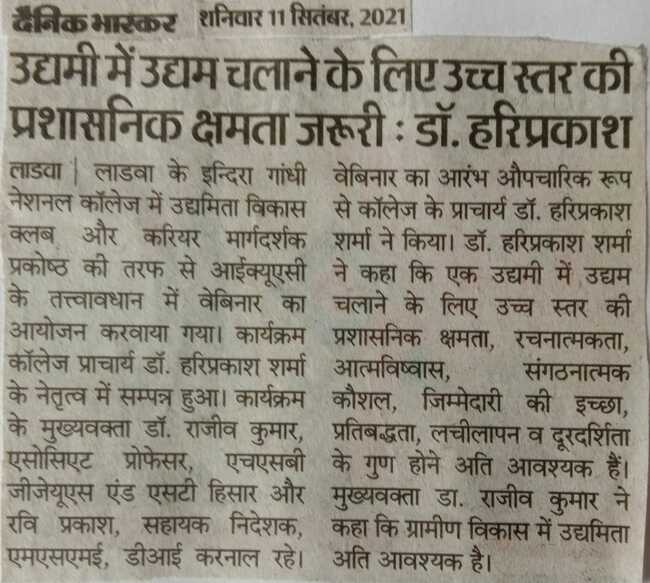 दैनिक भास्कर शनिवार 11 सितंबर, 2021
उद्यमी में उद्यम चलाने के लिए उच्च स्तर की
प्रशासनिक क्षमता जरूरी : डॉ. हरिप्रकाश
लाडवा | लाडवा के इन्दिरा गांधी
नेशनल कॉलेज में उद्यमिता विकास
क्लब और करियर मार्गदर्शक
प्रकोष्ठ की तरफ से आईक्यूएसी
के तत्त्वावधान में वेबिनार का
आयोजन करवाया गया। कार्यक्रम
कॉलेज प्राचार्य डॉ. हरिप्रकाश शर्मा
के नेतृत्व में सम्पन्न हुआ। कार्यक्रम
के मुख्यवक्ता डॉ. राजीव कुमार,
एसोसिएट प्रोफेसर, एचएसबी
जीजेयूएस एंड एसटी हिसार और
रवि प्रकाश, सहायक निदेशक,
एमएसएमई, डीआई करनाल रहे।
वेबिनार का आरंभ औपचारिक रूप
से कॉलेज के प्राचार्य डॉ. हरिप्रकाश
शर्मा ने किया। डॉ. हरिप्रकाश शर्मा
ने कहा कि एक उद्यमी में उद्यम
चलाने के लिए उच्च स्तर की
प्रशासनिक क्षमता, रचनात्मकता,
आत्मविष्वास, संगठनात्मक
कौशल, जिम्मेदारी की इच्छा,
प्रतिबद्धता, लचीलापन व दूरदर्शिता
के गुण होने अति आवश्यक हैं।
मुख्यवक्ता डा. राजीव कुमार ने
कहा कि ग्रामीण विकास में उद्यमिता
अति आवश्यक है।